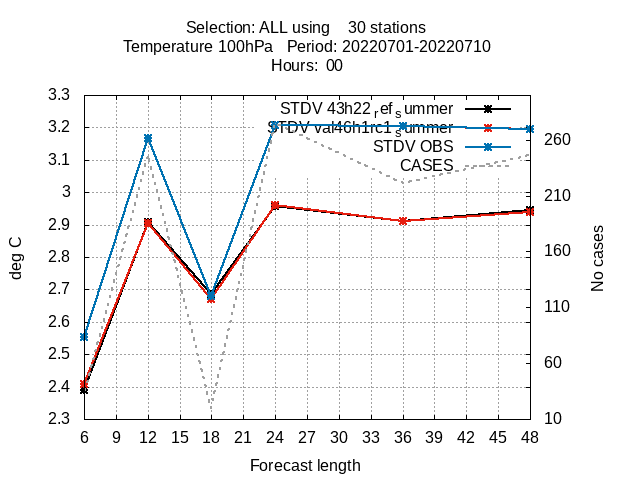 Selection: ALL using 30 stations
Temperature 100hPa Period: 20220701-20220710
Hours: 00
STDV 43h22_ref_summer
STDV val46h1rc1_summer
STDV OBS
CASES
3.3
3.2
3.1
3
2.9
2.8
2.7
2.6
2.5
2.4
2.3
260
210
160
110
60
10
deg C
No cases
6 9 12 15 18 21 24 27 30 33 36 39 42 45 48
Forecast length